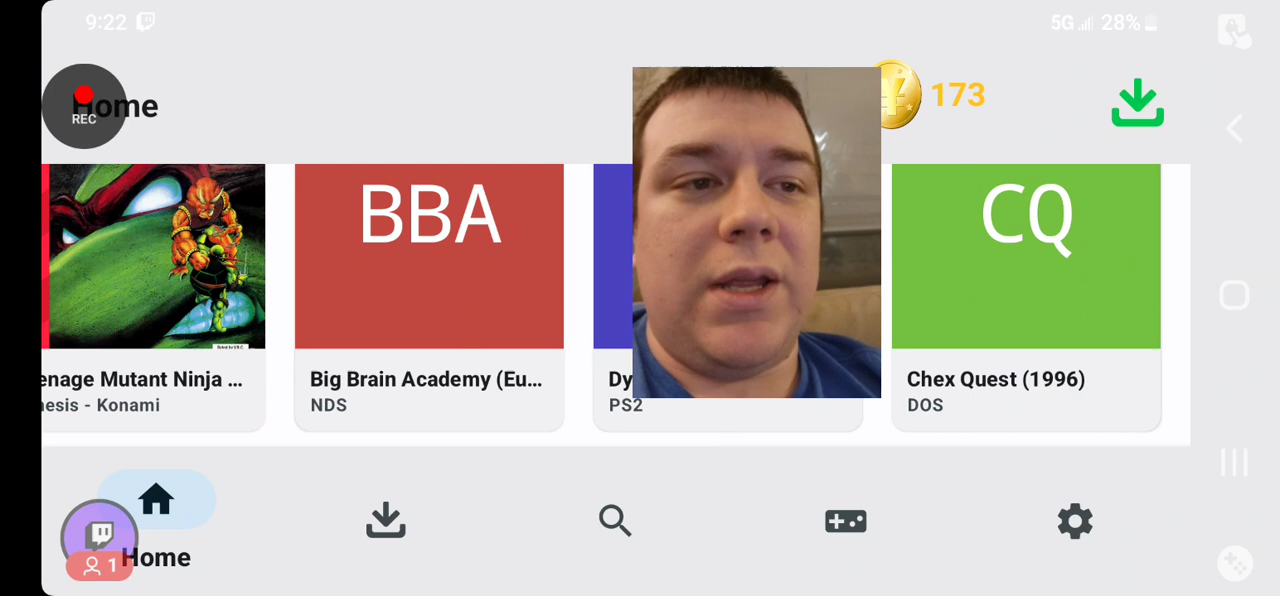 9:22
5G 28%
REC
Home
¥ 173
BBA
CQ
enage Mutant Ninja ...
Big Brain Academy (Eu...
Dy
Chex Quest (1996)
nesis - Konami
NDS
PS2
DOS
1
Home